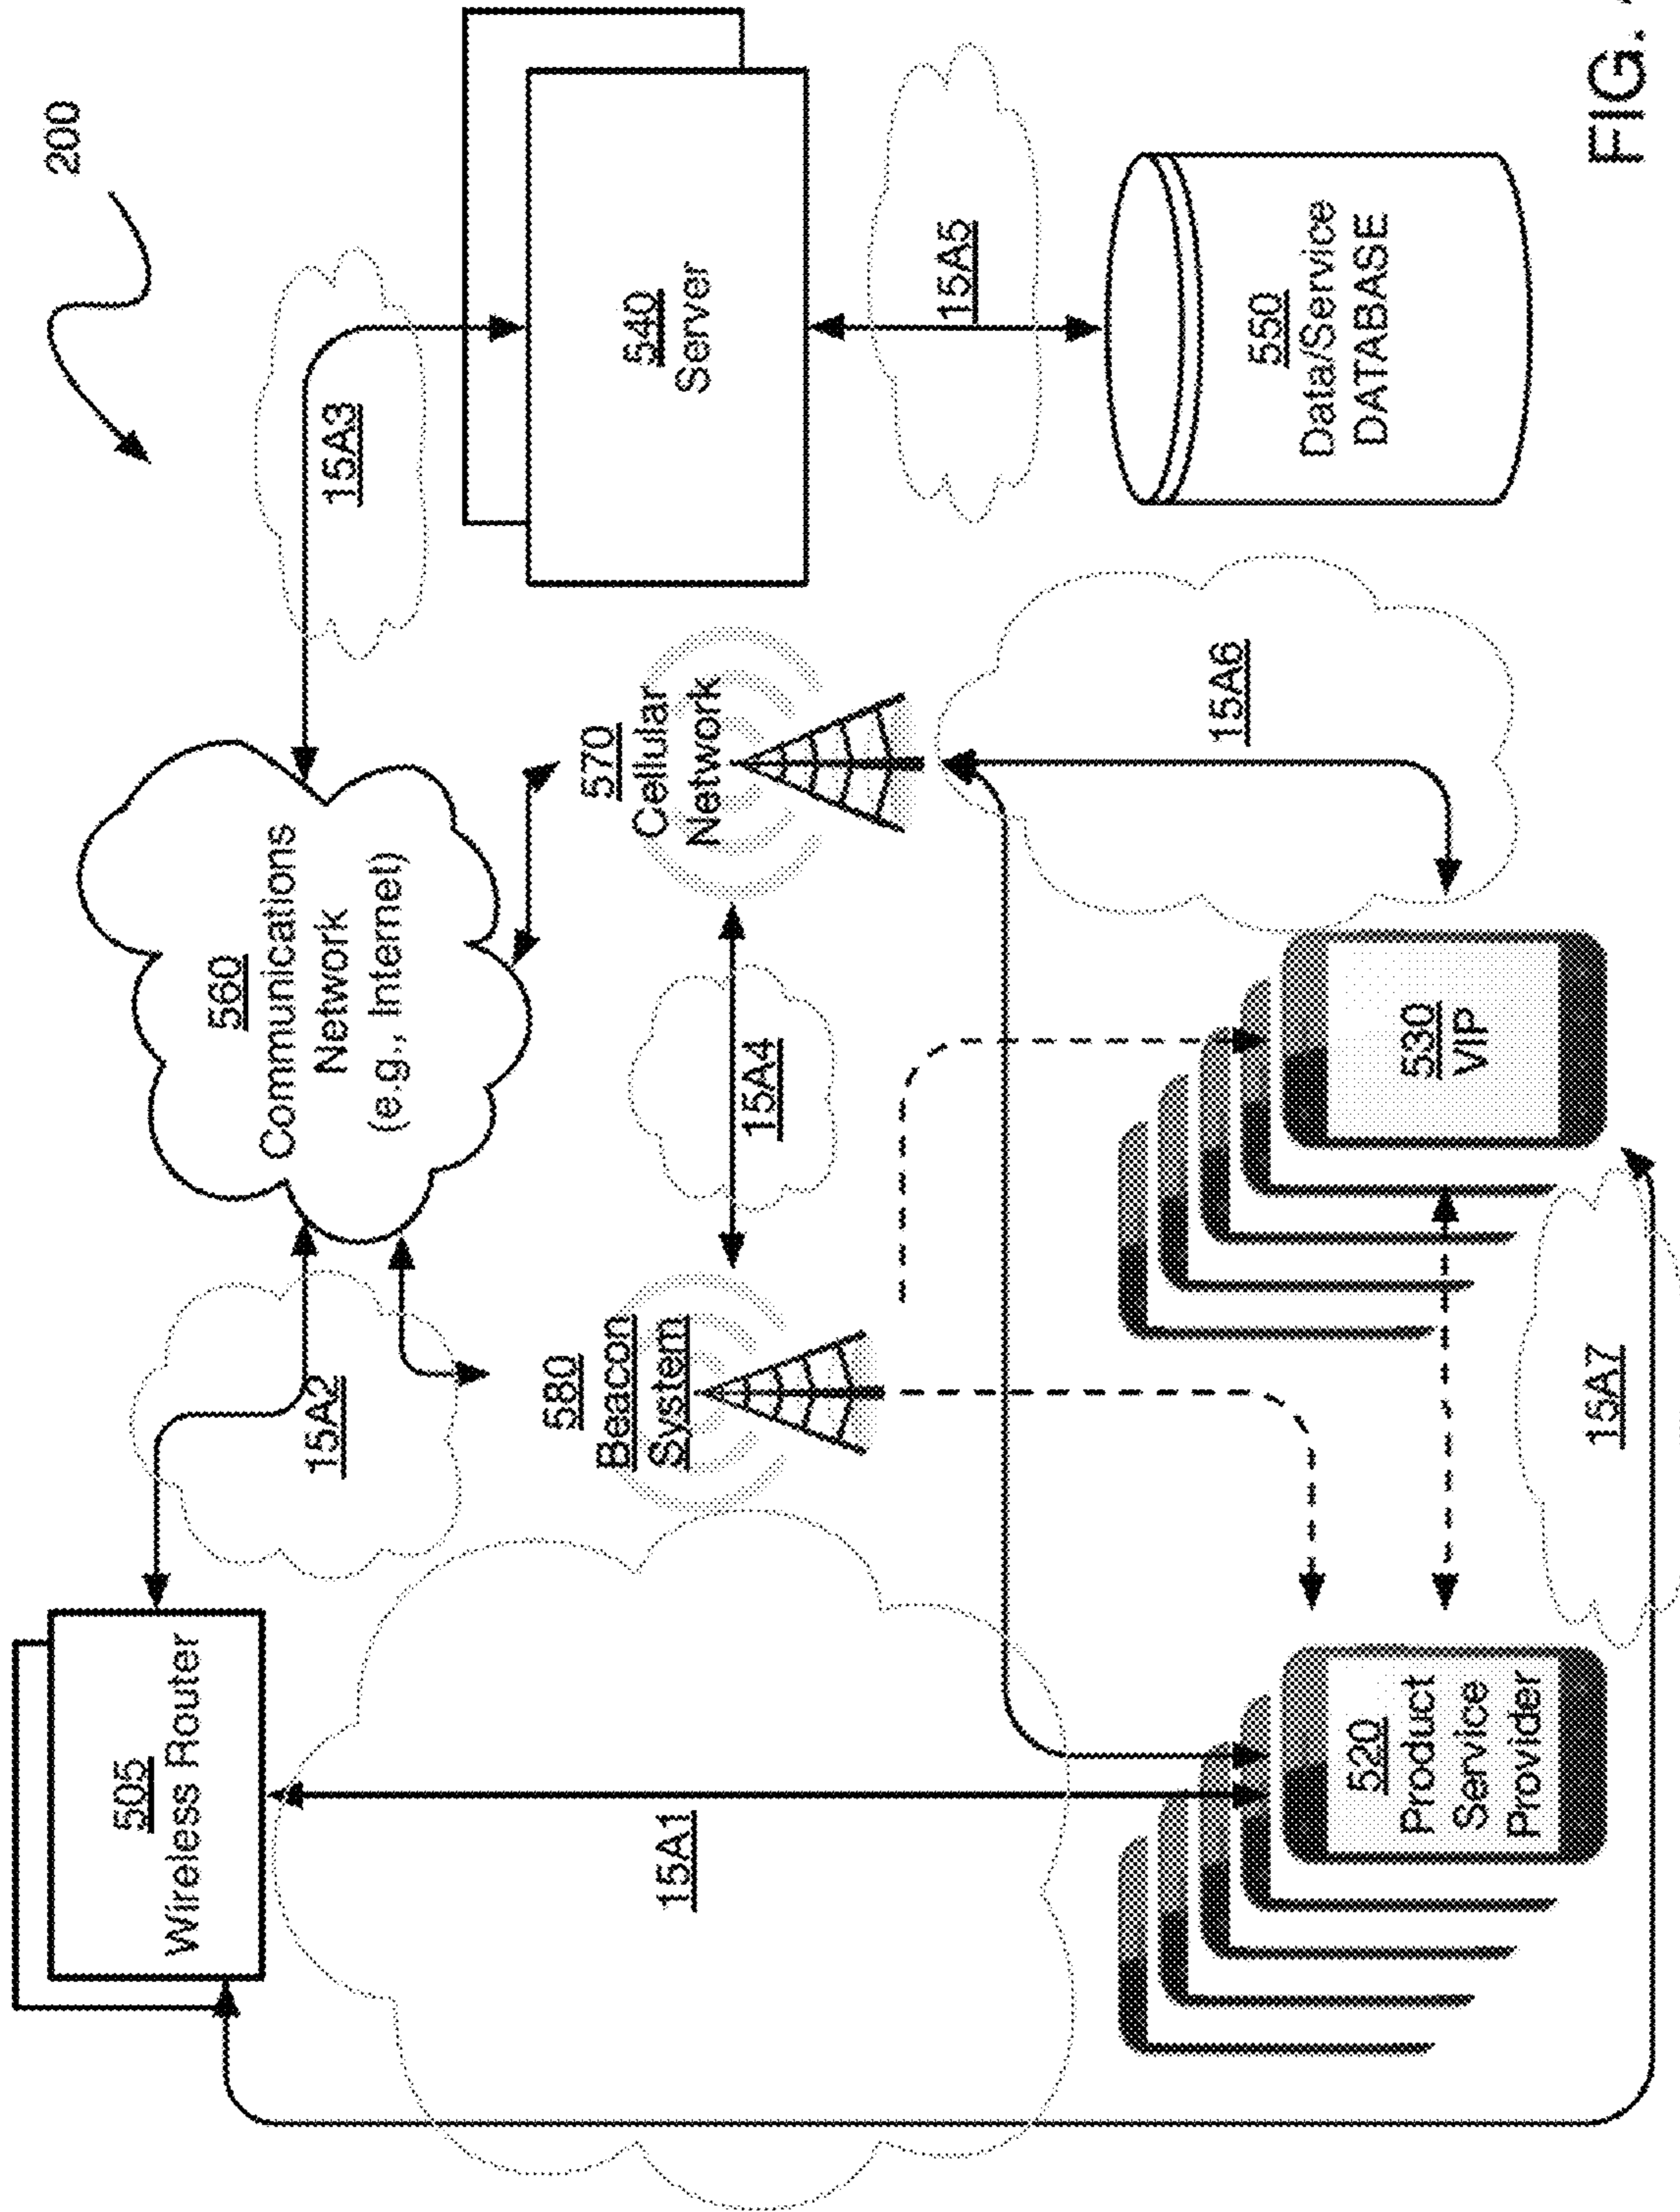 200
505
Wireless Router
15A2
560
Communications
Network
(e.g., Internet)
15A3
15A1
580
Beacon
System
15A4
570
Cellular
Network
540
Server
15A5
15A6
520
Product
Service
Provider
530
VIP
550
Data/Service
DATABASE
15A7
FIG.